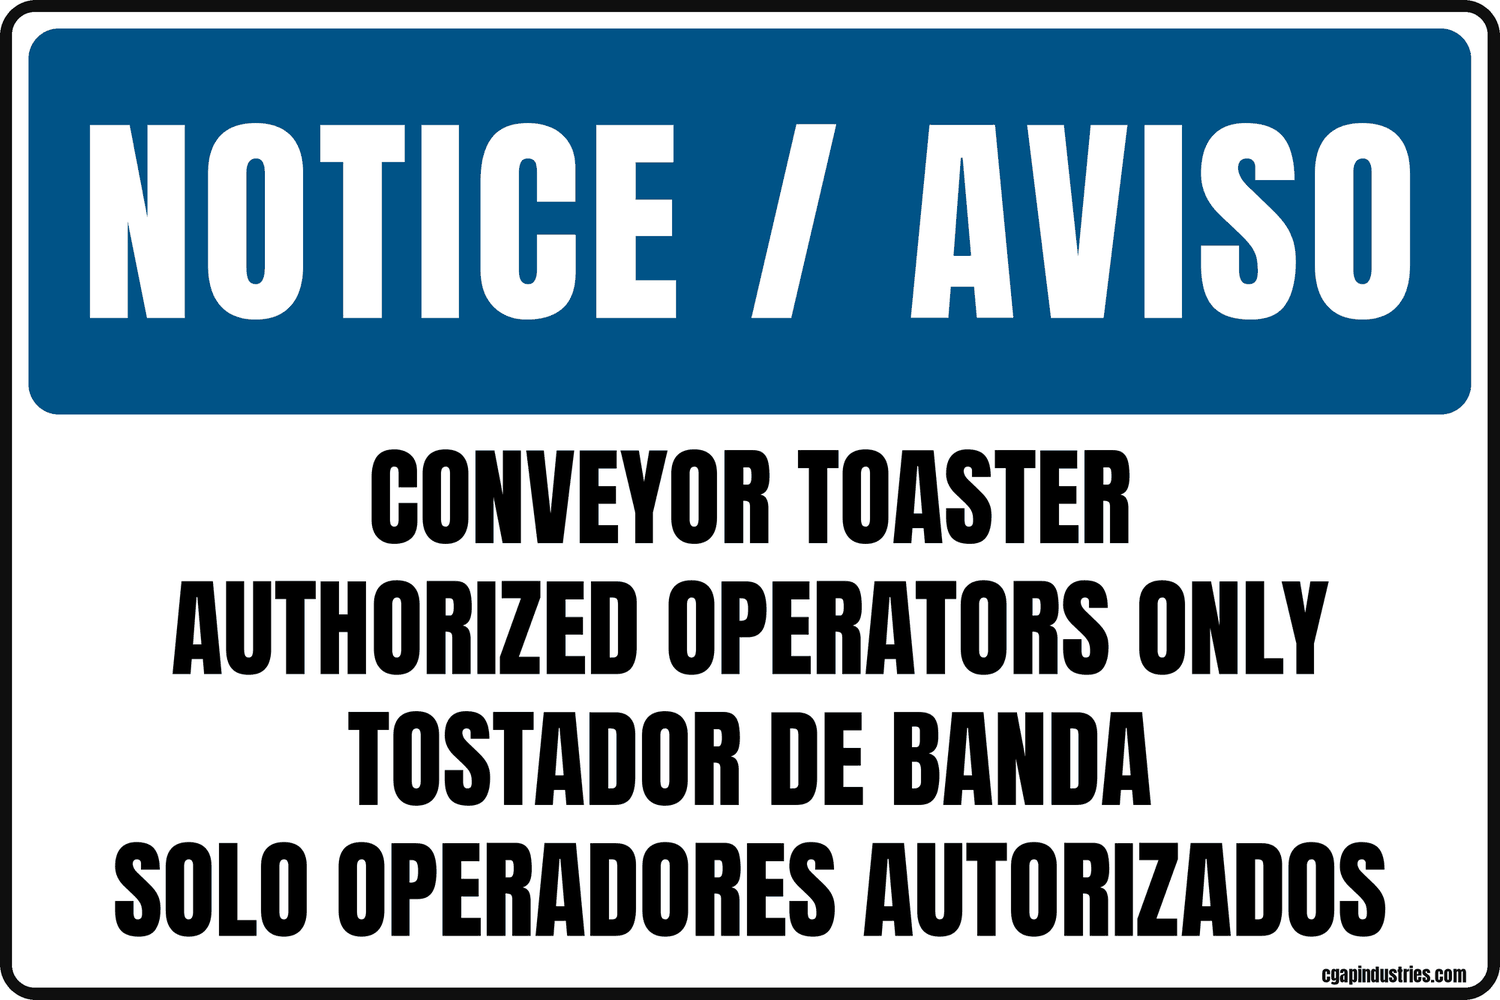 NOTICE / AVISO
CONVEYOR TOASTER
AUTHORIZED OPERATORS ONLY
TOSTADOR DE BANDA
SOLO OPERADORES AUTORIZADOS
cgapindustries.com